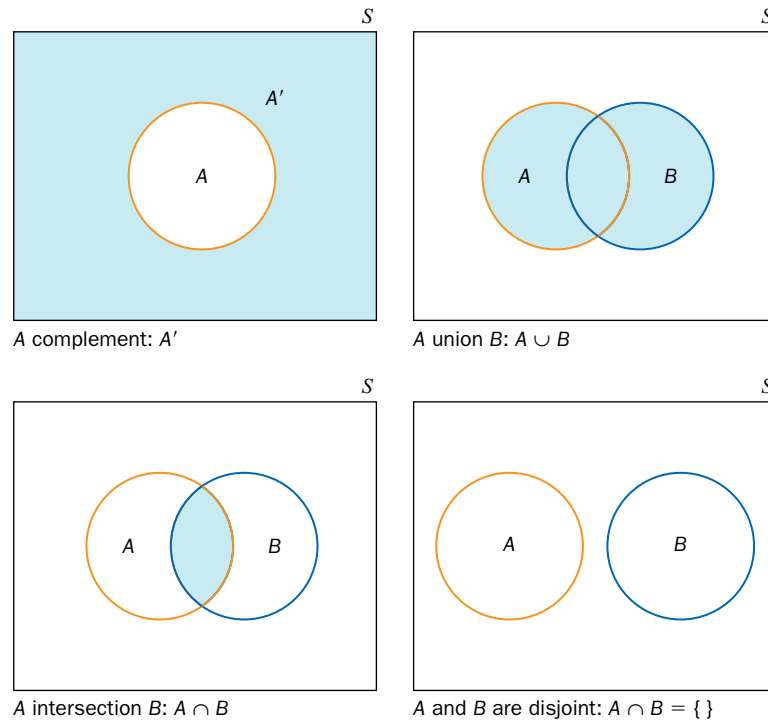 S
A′
A
A complement: A′
S
A
B
A union B: A ∪ B
S
A
B
A intersection B: A ∩ B
S
A
B
A and B are disjoint: A ∩ B = { }